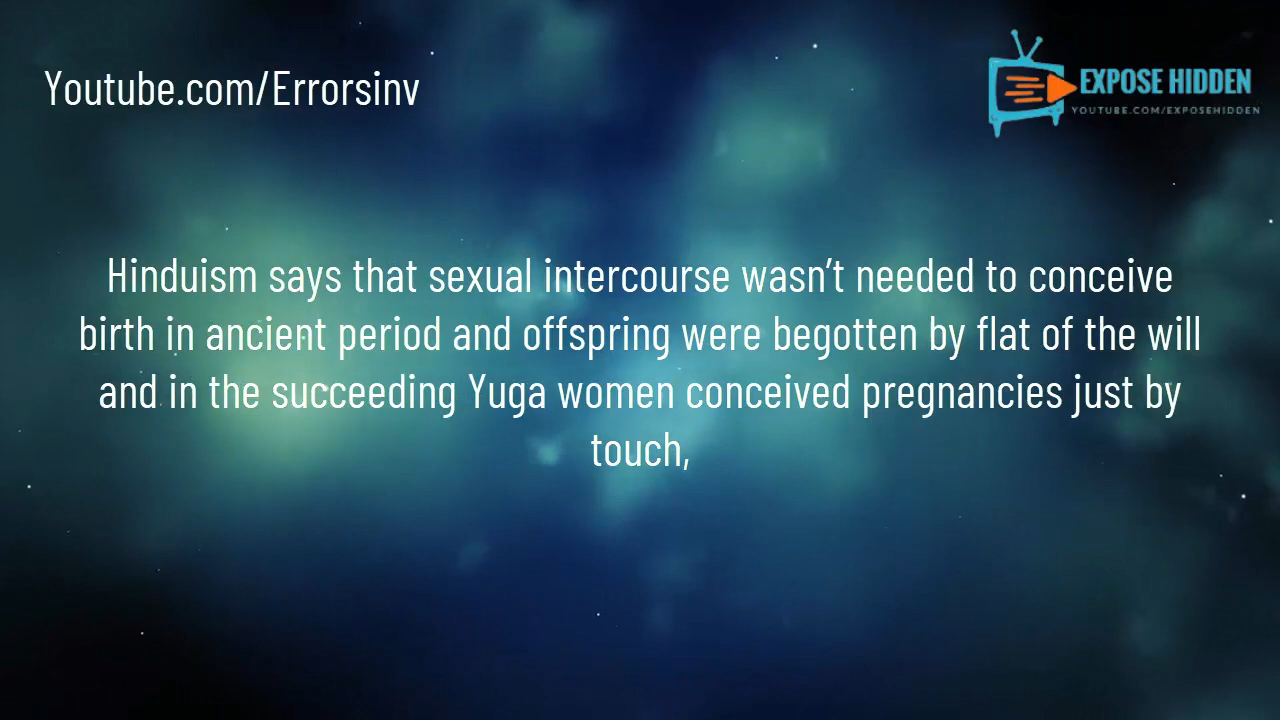 Youtube.com/Errorsinv
EXPOSE HIDDEN
YOUTUBE.COM/EXPOSEHIDDEN
Hinduism says that sexual intercourse wasn’t needed to conceive
birth in ancient period and offspring were begotten by flat of the will
and in the succeeding Yuga women conceived pregnancies just by
touch,